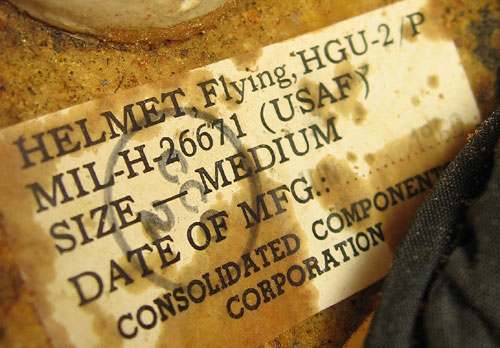 HELMET, Flying, HGU-2/P
MIL-H-26671 (USAF)
SIZE — MEDIUM
DATE OF MFG.:
CONSOLIDATED COMPONENT
CORPORATION